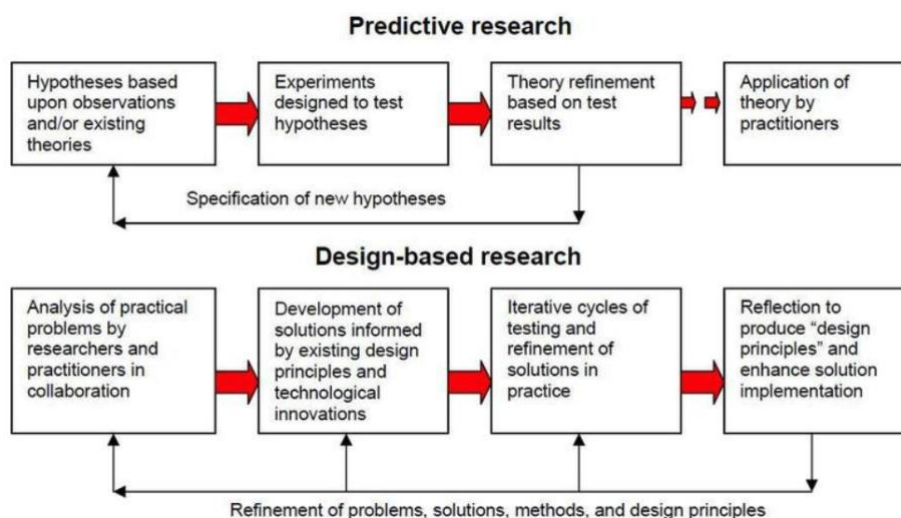 Predictive research
Hypotheses based
upon observations
and/or existing
theories
Experiments
designed to test
hypotheses
Theory refinement
based on test
results
Application of
theory by
practitioners
Specification of new hypotheses
Design-based research
Analysis of practical
problems by
researchers and
practitioners in
collaboration
Development of
solutions informed
by existing design
principles and
technological
innovations
Iterative cycles of
testing and
refinement of
solutions in
practice
Reflection to
produce “design
principles” and
enhance solution
implementation
Refinement of problems, solutions, methods, and design principles